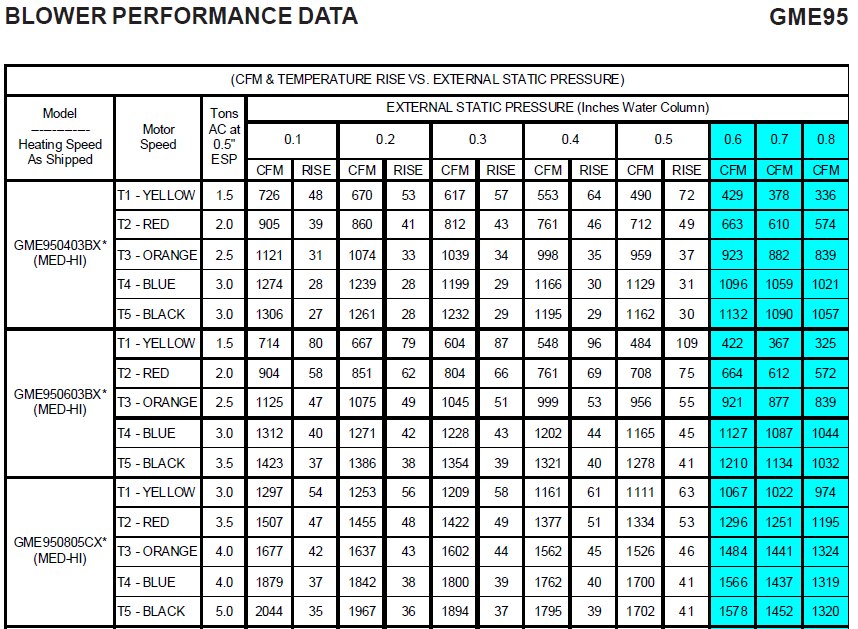 BLOWER PERFORMANCE DATA GME95
(CFM & TEMPERATURE RISE VS. EXTERNAL STATIC PRESSURE)
Model
--------------
Heating Speed
As Shipped
Motor
Speed
Tons
AC at
0.5"
ESP
EXTERNAL STATIC PRESSURE (Inches Water Column)
0.1 0.2 0.3 0.4 0.5 0.6 0.7 0.8
CFM RISE CFM RISE CFM RISE CFM RISE CFM RISE CFM CFM CFM
GME950403BX*
(MED-HI)
T1 - YELLOW 1.5 726 48 670 53 617 57 553 64 490 72 429 378 336
T2 - RED 2.0 905 39 860 41 812 43 761 46 712 49 663 610 574
T3 - ORANGE 2.5 1121 31 1074 33 1039 34 998 35 959 37 923 882 839
T4 - BLUE 3.0 1274 28 1239 28 1199 29 1166 30 1129 31 1096 1059 1021
T5 - BLACK 3.0 1306 27 1261 28 1232 29 1195 29 1162 30 1132 1090 1057
GME950603BX*
(MED-HI)
T1 - YELLOW 1.5 714 80 667 79 604 87 548 96 484 109 422 367 325
T2 - RED 2.0 904 58 851 62 804 66 761 69 708 75 664 612 572
T3 - ORANGE 2.5 1125 47 1075 49 1045 51 999 53 956 55 921 877 839
T4 - BLUE 3.0 1312 40 1271 42 1228 43 1202 44 1165 45 1127 1087 1044
T5 - BLACK 3.5 1423 37 1386 38 1354 39 1321 40 1278 41 1210 1134 1032
GME950805CX*
(MED-HI)
T1 - YELLOW 3.0 1297 54 1253 56 1209 58 1161 61 1111 63 1067 1022 974
T2 - RED 3.5 1507 47 1455 48 1422 49 1377 51 1334 53 1296 1251 1195
T3 - ORANGE 4.0 1677 42 1637 43 1602 44 1562 45 1526 46 1484 1441 1324
T4 - BLUE 4.0 1879 37 1842 38 1800 39 1762 40 1700 41 1566 1437 1319
T5 - BLACK 5.0 2044 35 1967 36 1894 37 1795 39 1702 41 1578 1452 1320